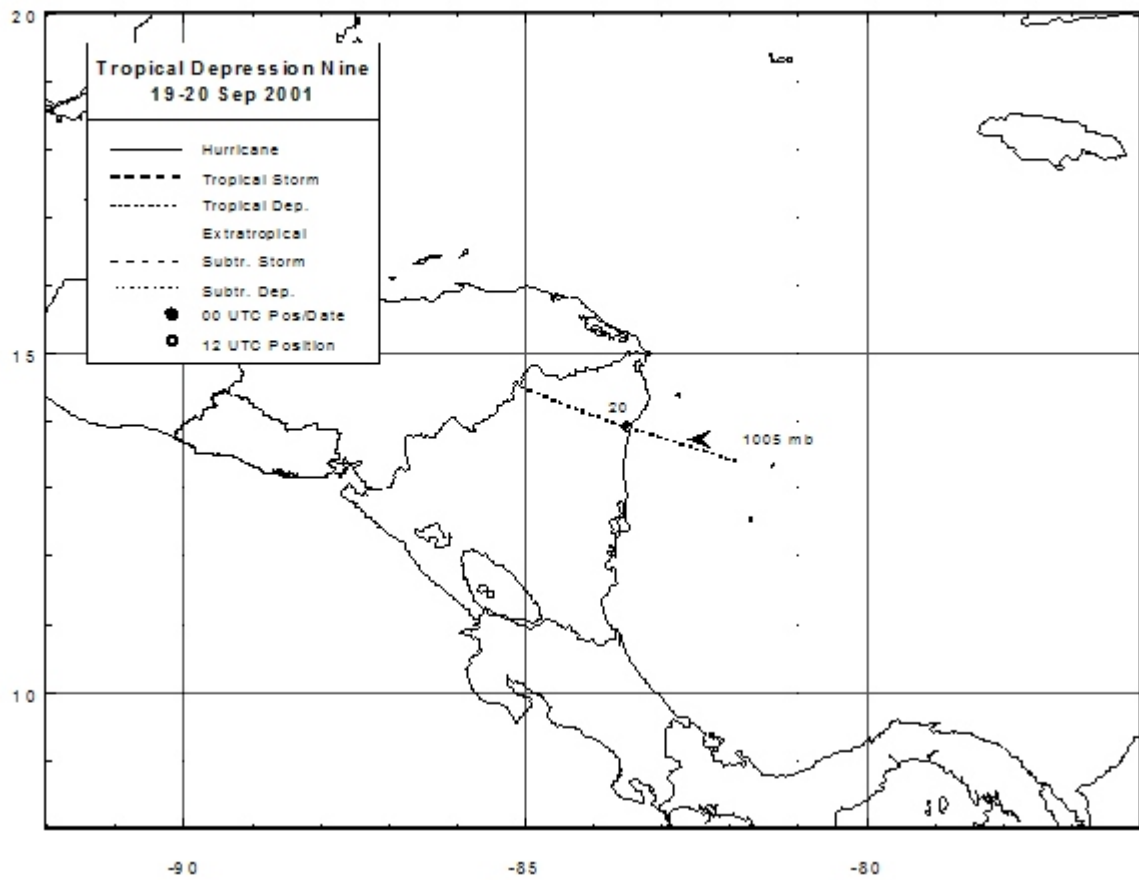 20
Tropical Depression Nine
19-20 Sep 2001
Hurricane
Tropical Storm
Tropical Dep.
Extratropical
Subtr. Storm
Subtr. Dep.
00 UTC Pos/Date
12 UTC Position
15
20
1005 mb
10
-90
-85
-80